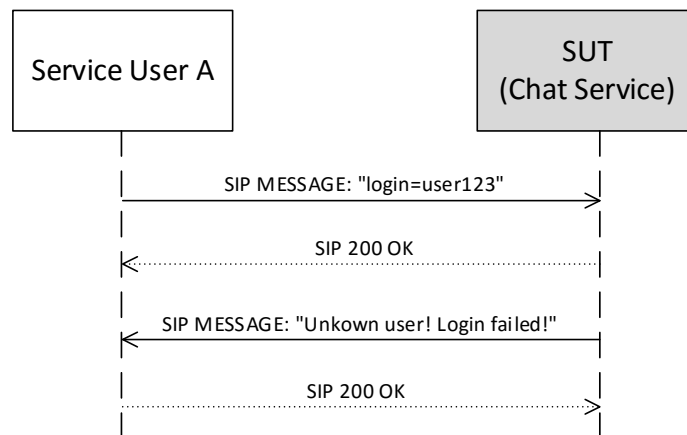 Service User A
SUT
(Chat Service)
SIP MESSAGE: "login=user123"
SIP 200 OK
SIP MESSAGE: "Unkown user! Login failed!"
SIP 200 OK